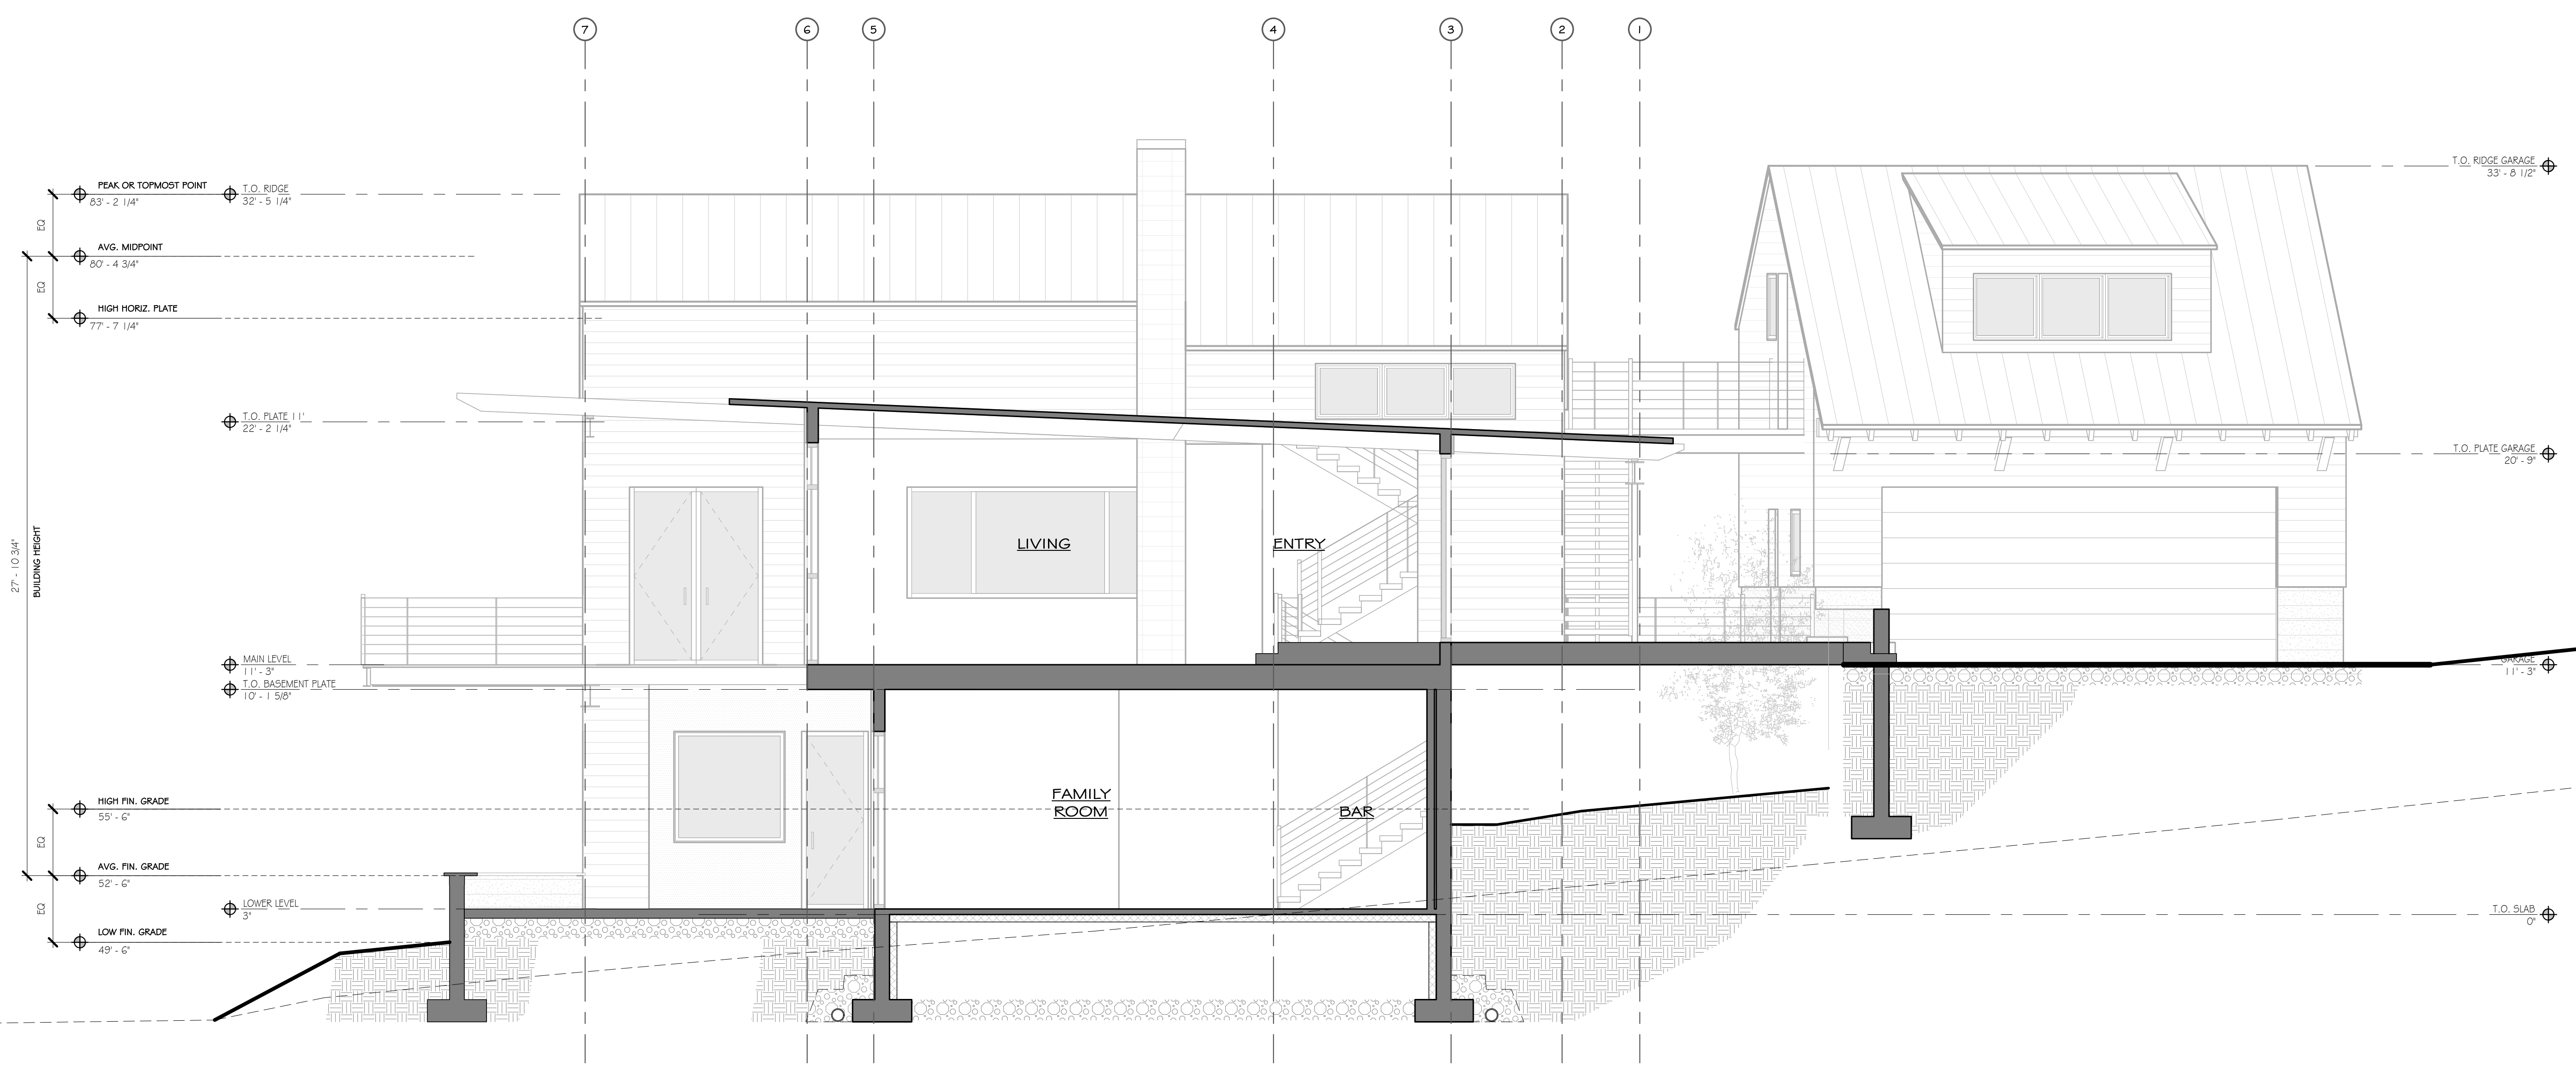 7
6
5
4
3
2
1
PEAK OR TOPMOST POINT
83' - 2 1/4"
T.O. RIDGE
32' - 5 1/4"
T.O. RIDGE GARAGE
33' - 8 1/2"
EQ
AVG. MIDPOINT
80' - 4 3/4"
EQ
HIGH HORIZ. PLATE
77' - 7 1/4"
T.O. PLATE 11'
22' - 2 1/4"
T.O. PLATE GARAGE
20' - 9"
27' - 10 3/4"
BUILDING HEIGHT
LIVING
ENTRY
MAIN LEVEL
11' - 3"
T.O. BASEMENT PLATE
10' - 1 5/8"
GARAGE
11' - 3"
FAMILY
ROOM
BAR
HIGH FIN. GRADE
55' - 6"
EQ
AVG. FIN. GRADE
52' - 6"
EQ
LOWER LEVEL
3"
T.O. SLAB
0"
LOW FIN. GRADE
49' - 6"